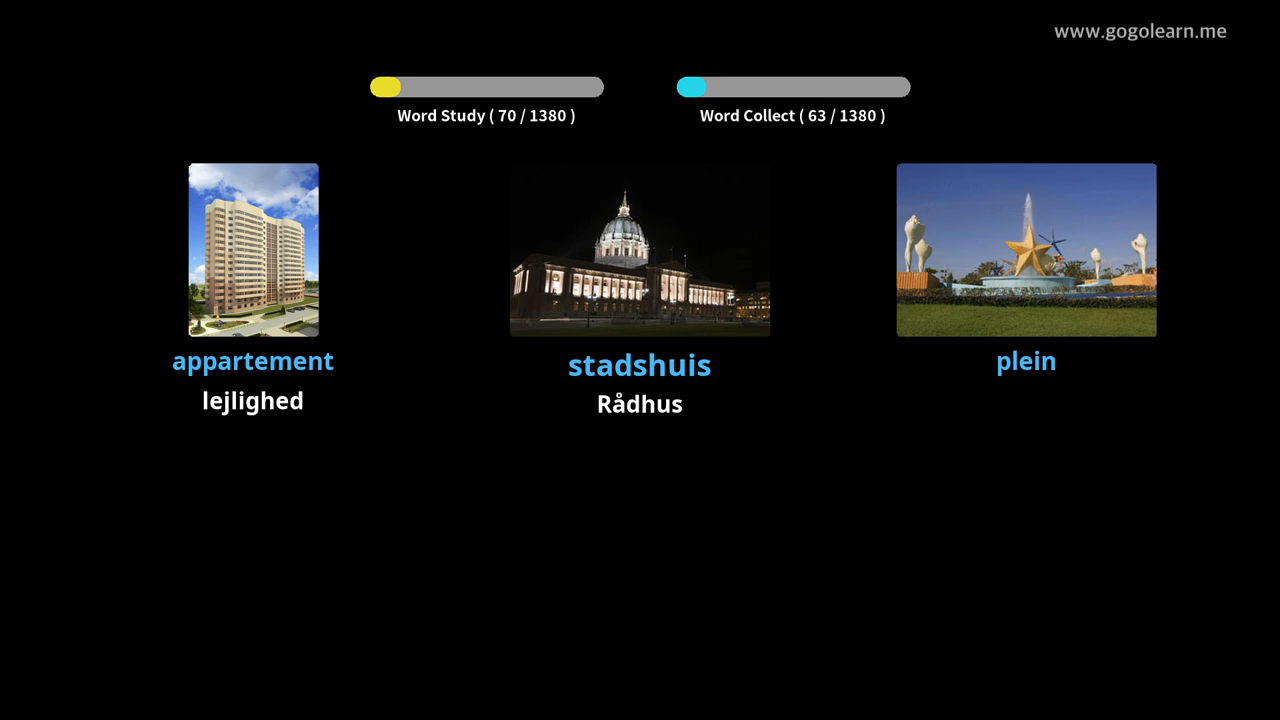 www.gogolearn.me
Word Study ( 70 / 1380 )
Word Collect ( 63 / 1380 )
appartement
stadshuis
plein
lejlighed
Rådhus